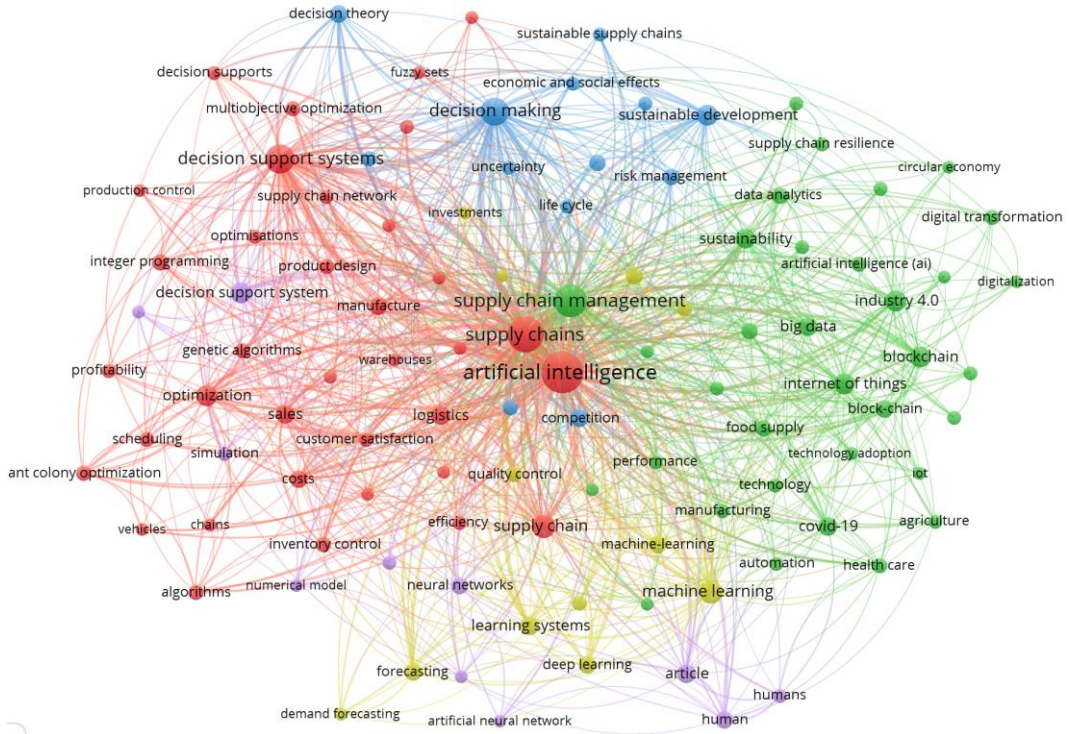 decision theory
sustainable supply chains
decision supports
fuzzy sets
economic and social effects
multiobjective optimization
decision making
sustainable development
supply chain resilience
decision support systems
uncertainty
risk management
circular economy
production control
supply chain network
data analytics
investments
life cycle
digital transformation
optimisations
sustainability
integer programming
product design
artificial intelligence (ai)
digitalization
decision support system
manufacture
supply chain management
industry 4.0
supply chains
big data
genetic algorithms
warehouses
blockchain
profitability
artificial intelligence
internet of things
optimization
sales
logistics
competition
block-chain
food supply
scheduling
customer satisfaction
simulation
technology adoption
performance
ant colony optimization
quality control
iot
costs
technology
manufacturing
vehicles
chains
efficiency
supply chain
covid-19
agriculture
inventory control
machine-learning
automation
health care
algorithms
numerical model
neural networks
machine learning
learning systems
forecasting
deep learning
article
humans
demand forecasting
artificial neural network
human